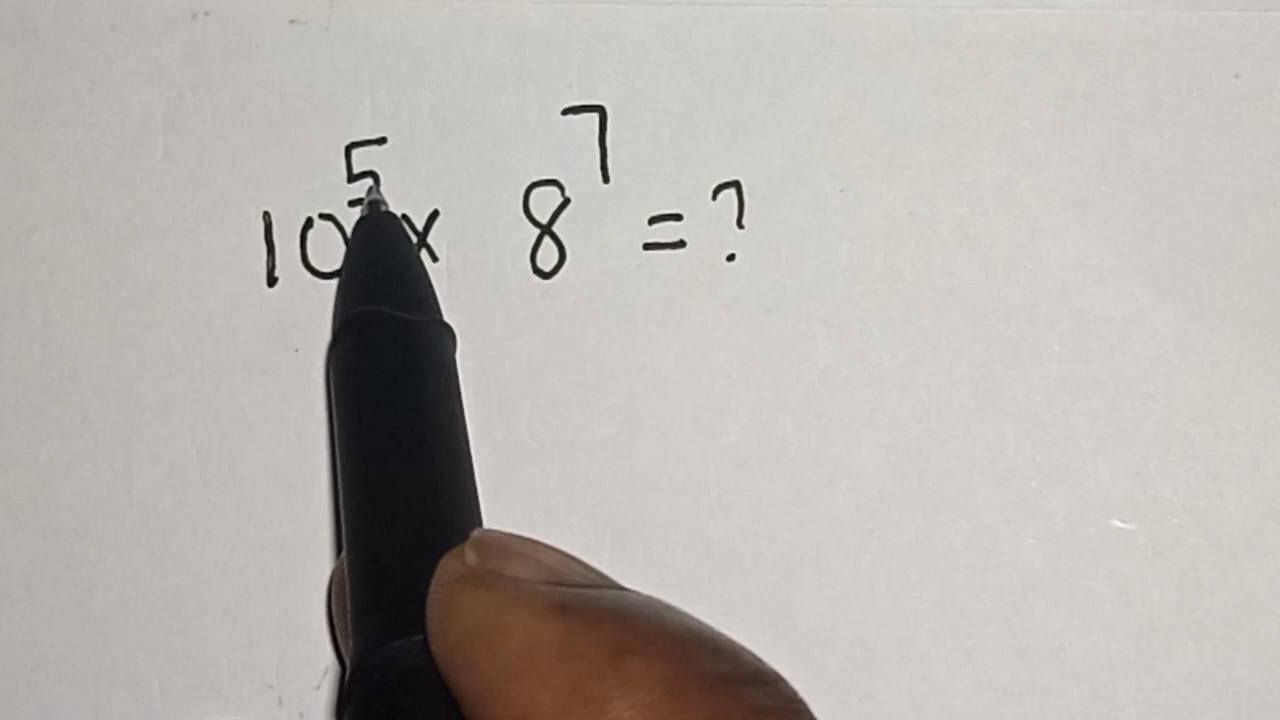 10⁵ x 8⁷ = ?